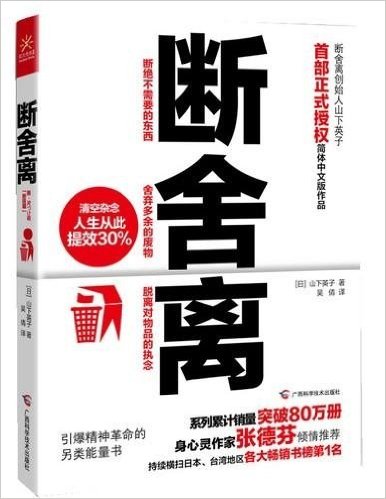 断舍离
断舍离创始人山下英子
首部正式授权简体中文版作品
断绝不需要的东西
舍弃多余的废物
脱离对物品的执念
清空杂念
人生从此
提效30%
[日] 山下英子 著
吴倩 译
广西科学技术出版社
系列累计销量突破80万册
身心灵作家张德芬倾情推荐
持续横扫日本、台湾地区各大畅销书榜第1名
引爆精神革命的
另类能量书
断舍离
[日] 山下英子 著
吴倩 译
广西科学技术出版社